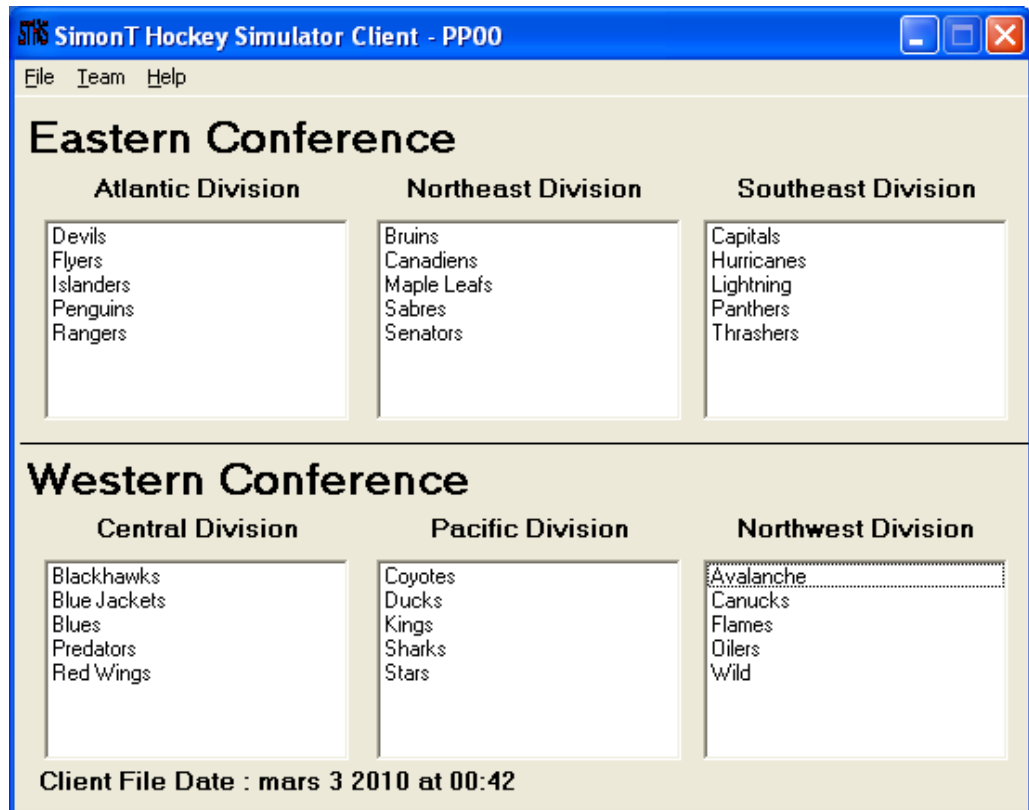 STHS SimonT Hockey Simulator Client - PP00
File Team Help
Eastern Conference
Atlantic Division
Devils
Flyers
Islanders
Penguins
Rangers
Northeast Division
Bruins
Canadiens
Maple Leafs
Sabres
Senators
Southeast Division
Capitals
Hurricanes
Lightning
Panthers
Thrashers
Western Conference
Central Division
Blackhawks
Blue Jackets
Blues
Predators
Red Wings
Pacific Division
Coyotes
Ducks
Kings
Sharks
Stars
Northwest Division
Avalanche
Canucks
Flames
Oilers
Wild
Client File Date : mars 3 2010 at 00:42